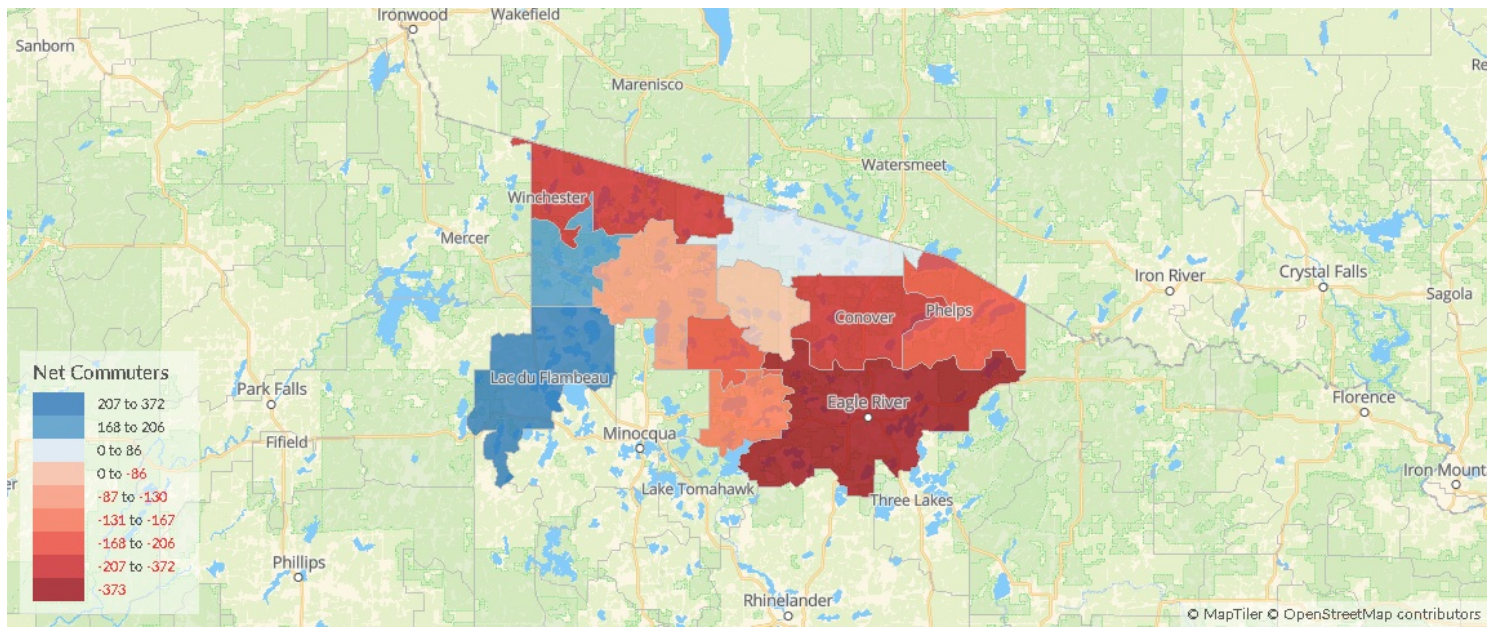 Ironwood
Wakefield
Sanborn
Marenisco
Watersmeet
Winchester
Mercer
Iron River
Crystal Falls
Sagola
Conover
Phelps
Net Commuters
207 to 372
168 to 206
0 to 86
0 to -86
-87 to -130
-131 to -167
-168 to -206
-207 to -372
-373
Lac du Flambeau
Park Falls
Eagle River
Florence
Fifield
Minocqua
Iron Mount
Lake Tomahawk
Three Lakes
Phillips
Rhinelander
© MapTiler © OpenStreetMap contributors